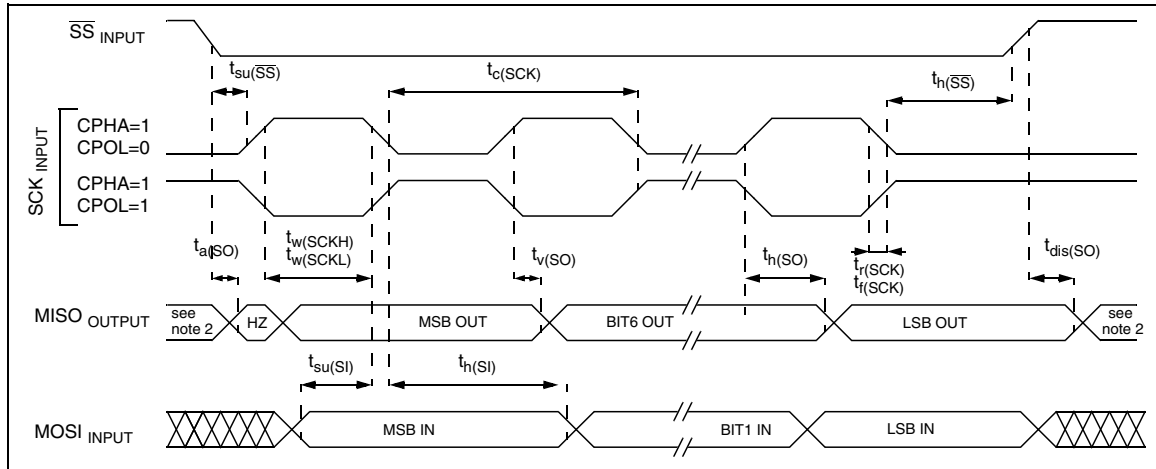 SS INPUT
tsu(SS)
tc(SCK)
th(SS)
SCK INPUT
CPHA=1
CPOL=0
CPHA=1
CPOL=1
ta(SO)
tw(SCKH)
tw(SCKL)
tv(SO)
th(SO)
tr(SCK)
tf(SCK)
tdis(SO)
MISO OUTPUT
see
note 2
HZ
MSB OUT
BIT6 OUT
LSB OUT
see
note 2
tsu(SI)
th(SI)
MOSI INPUT
MSB IN
BIT1 IN
LSB IN